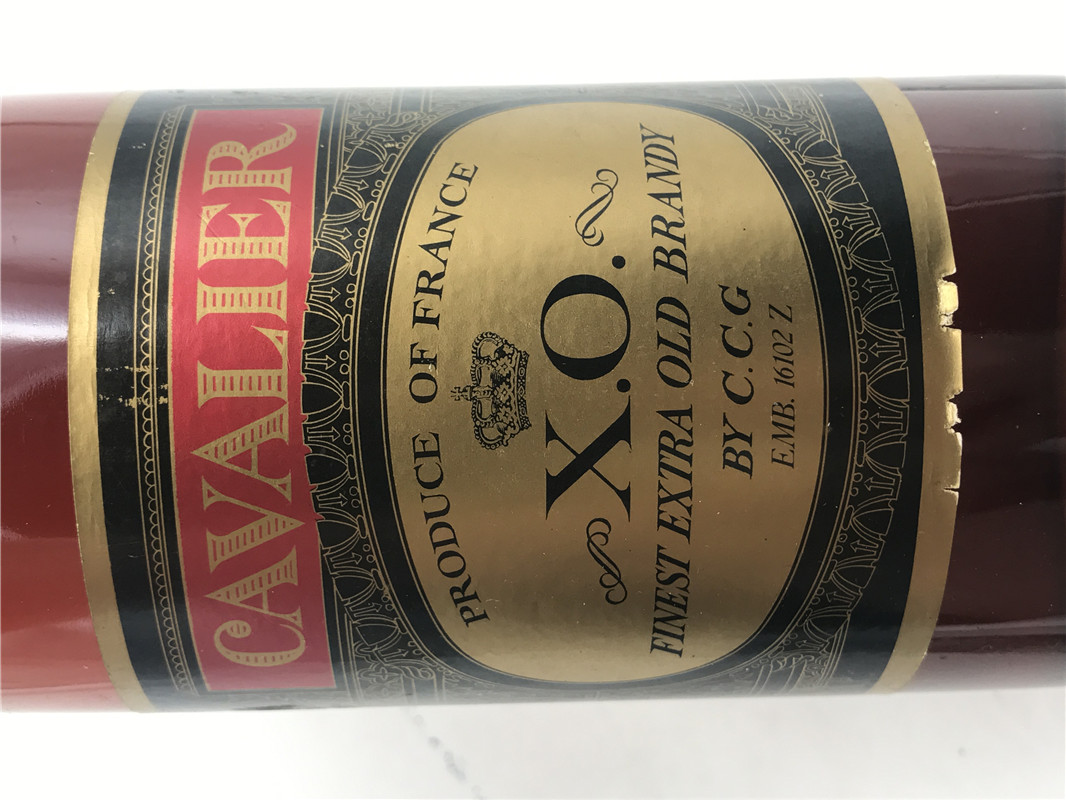 CAVALIER
PRODUCE OF FRANCE
X.O.
FINEST EXTRA OLD BRANDY
BY C.C.G
EMB. 16102 Z